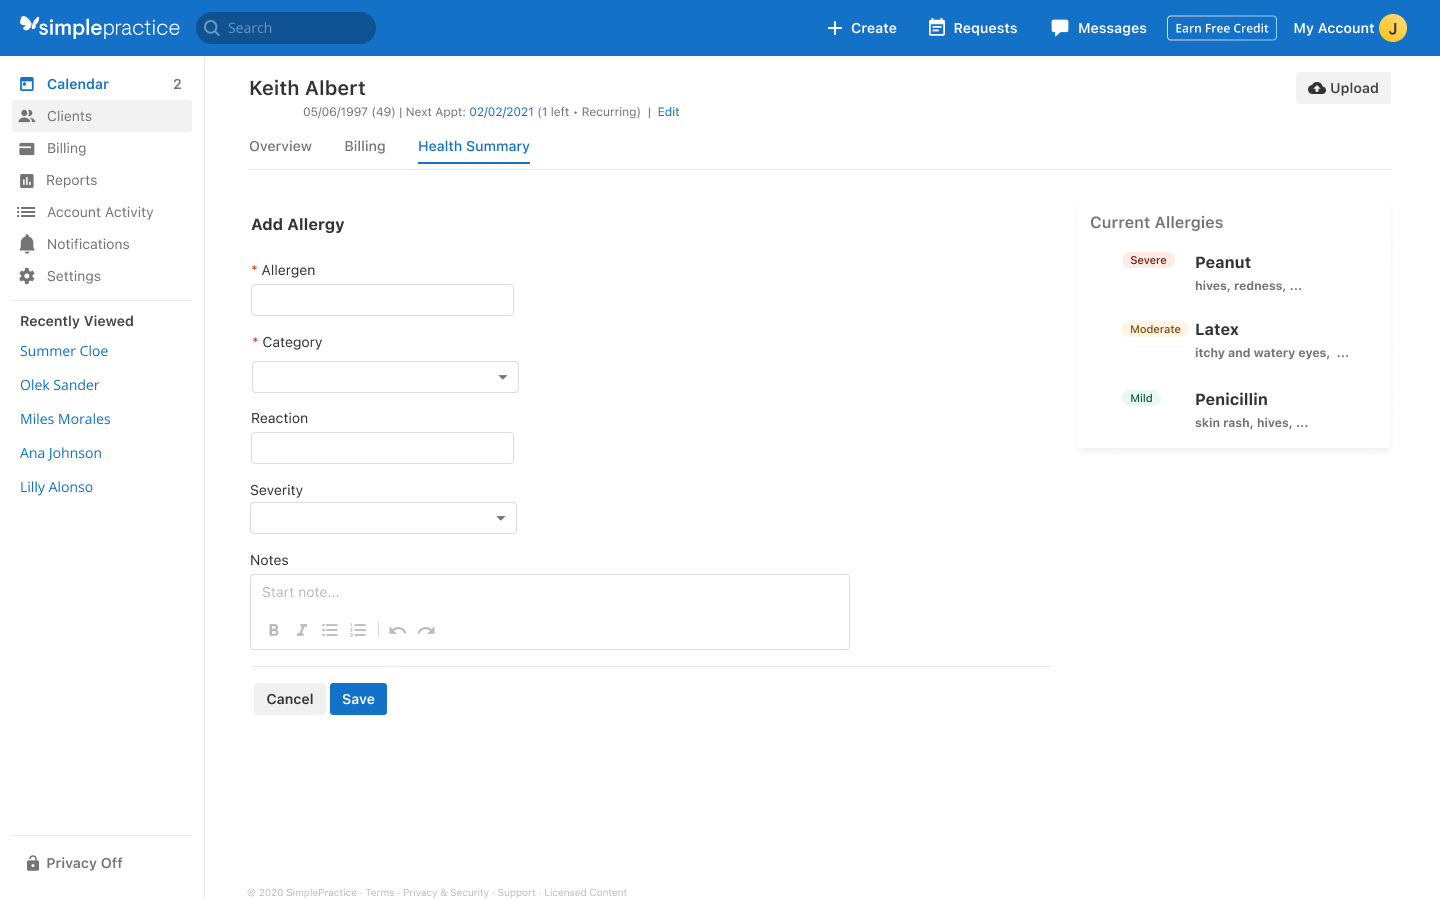 simplepractice
Search
Create
Requests
Messages
Earn Free Credit
My Account
J
Calendar
2
Clients
Billing
Reports
Account Activity
Notifications
Settings
Recently Viewed
Summer Cloe
Olek Sander
Miles Morales
Ana Johnson
Lilly Alonso
Privacy Off
Keith Albert
05/06/1997 (49) | Next Appt: 02/02/2021 (1 left • Recurring) | Edit
Upload
Overview
Billing
Health Summary
Add Allergy
* Allergen
* Category
Reaction
Severity
Notes
Start note...
B
I
Cancel
Save
Current Allergies
Severe
Peanut
hives, redness, ...
Moderate
Latex
itchy and watery eyes, ...
Mild
Penicillin
skin rash, hives, ...
© 2020 SimplePractice · Terms · Privacy & Security · Support · Licensed Content